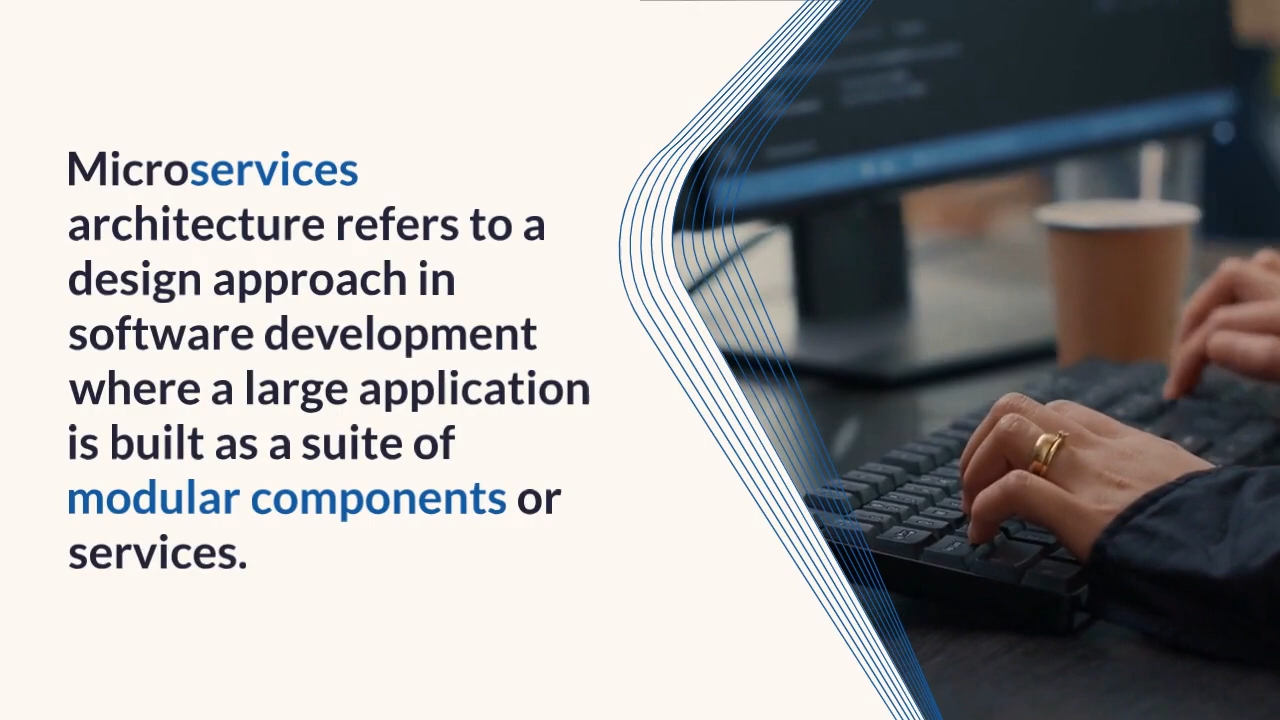 Microservices
architecture refers to a
design approach in
software development
where a large application
is built as a suite of
modular components or
services.